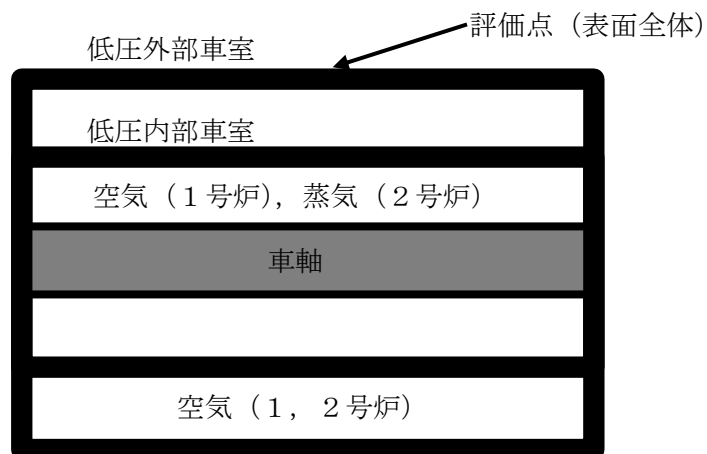 評価点（表面全体）
低圧外部車室
低圧内部車室
空気（１号炉），蒸気（２号炉）
車軸
空気（１，２号炉）